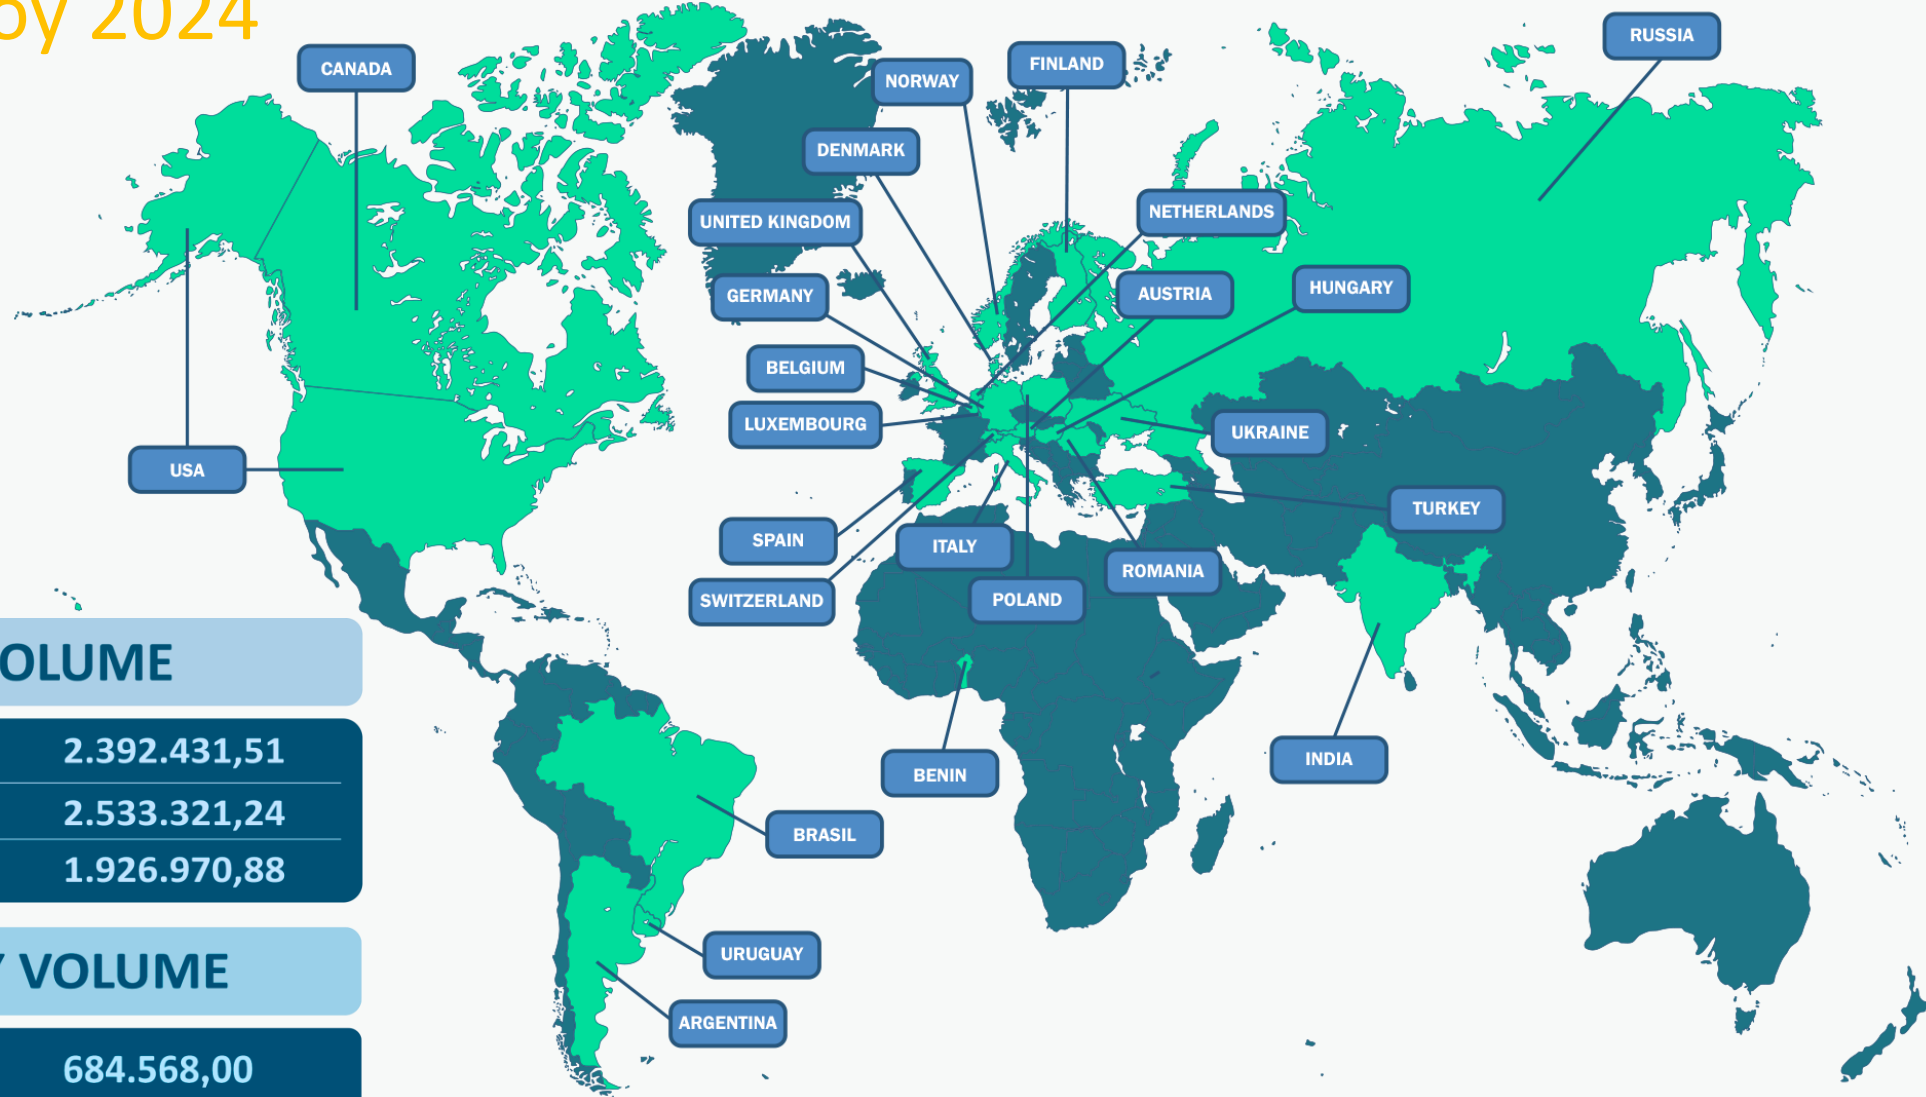 by 2024
CANADA
RUSSIA
FINLAND
NORWAY
DENMARK
NETHERLANDS
UNITED KINGDOM
GERMANY
AUSTRIA
HUNGARY
BELGIUM
LUXEMBOURG
UKRAINE
USA
TURKEY
SPAIN
ITALY
ROMANIA
SWITZERLAND
POLAND
OLUME
2.392.431,51
2.533.321,24
1.926.970,88
BENIN
INDIA
BRASIL
URUGUAY
Y VOLUME
ARGENTINA
684.568,00